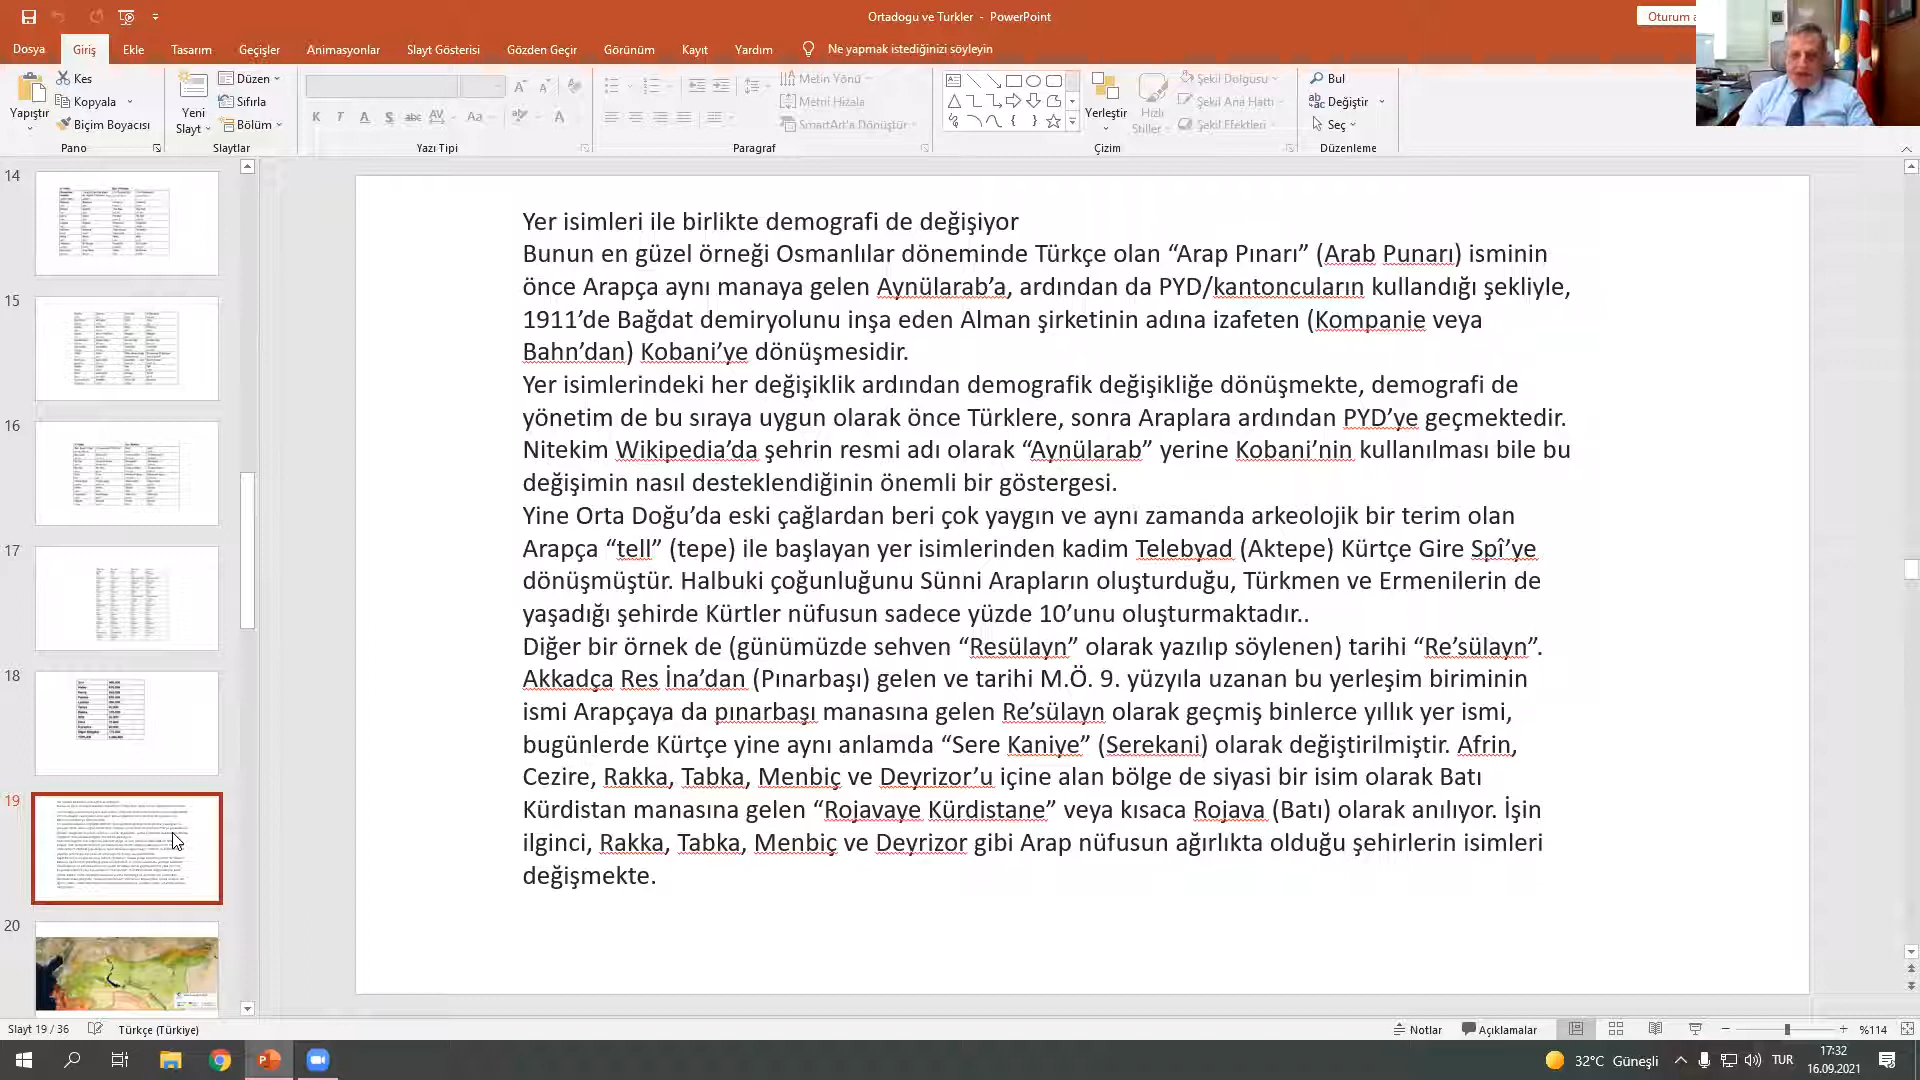 Ortadogu ve Turkler - PowerPoint
Oturum a
Dosya Giriş Ekle Tasarım Geçişler Animasyonlar Slayt Gösterisi Gözden Geçir Görünüm Kayıt Yardım Ne yapmak istediğinizi söyleyin
Yapıştır
Kes
Kopyala
Biçim Boyacısı
Pano
Yeni
Slayt
Düzen
Sıfırla
Bölüm
Slaytlar
K T A S abc AV Aa A
Yazı Tipi
Metin Yönü
Metni Hizala
SmartArt'a Dönüştür
Paragraf
Yerleştir
Hızlı
Stiller
Şekil Dolgusu
Şekil Ana Hattı
Şekil Efektleri
Çizim
Bul
Değiştir
Seç
Düzenleme
14
15
16
17
18
19
20
Yer isimleri ile birlikte demografi de değişiyor
Bunun en güzel örneği Osmanlılar döneminde Türkçe olan “Arap Pınarı” (Arab Punarı) isminin
önce Arapça aynı manaya gelen Aynülarab’a, ardından da PYD/kantoncuların kullandığı şekliyle,
1911’de Bağdat demiryolunu inşa eden Alman şirketinin adına izafeten (Kompanie veya
Bahn’dan) Kobani’ye dönüşmesidir.
Yer isimlerindeki her değişiklik ardından demografik değişikliğe dönüşmekte, demografi de
yönetim de bu sıraya uygun olarak önce Türklere, sonra Araplara ardından PYD’ye geçmektedir.
Nitekim Wikipedia’da şehrin resmi adı olarak “Aynülarab” yerine Kobani’nin kullanılması bile bu
değişimin nasıl desteklendiğinin önemli bir göstergesi.
Yine Orta Doğu’da eski çağlardan beri çok yaygın ve aynı zamanda arkeolojik bir terim olan
Arapça “tell” (tepe) ile başlayan yer isimlerinden kadim Telebyad (Aktepe) Kürtçe Gire Spî’ye
dönüşmüştür. Halbuki çoğunluğunu Sünni Arapların oluşturduğu, Türkmen ve Ermenilerin de
yaşadığı şehirde Kürtler nüfusun sadece yüzde 10’unu oluşturmaktadır..
Diğer bir örnek de (günümüzde sehven “Resülayn” olarak yazılıp söylenen) tarihi “Re’sülayn”.
Akkadça Res İna’dan (Pınarbaşı) gelen ve tarihi M.Ö. 9. yüzyıla uzanan bu yerleşim biriminin
ismi Arapçaya da pınarbaşı manasına gelen Re’sülayn olarak geçmiş binlerce yıllık yer ismi,
bugünlerde Kürtçe yine aynı anlamda “Sere Kaniye” (Serekani) olarak değiştirilmiştir. Afrin,
Cezire, Rakka, Tabka, Menbiç ve Deyrizor’u içine alan bölge de siyasi bir isim olarak Batı
Kürdistan manasına gelen “Rojavaye Kürdistane” veya kısaca Rojava (Batı) olarak anılıyor. İşin
ilginci, Rakka, Tabka, Menbiç ve Deyrizor gibi Arap nüfusun ağırlıkta olduğu şehirlerin isimleri
değişmekte.
Slayt 19 / 36 Türkçe (Türkiye) Notlar Açıklamalar %114
32°C Güneşli TUR 17:32
16.09.2021